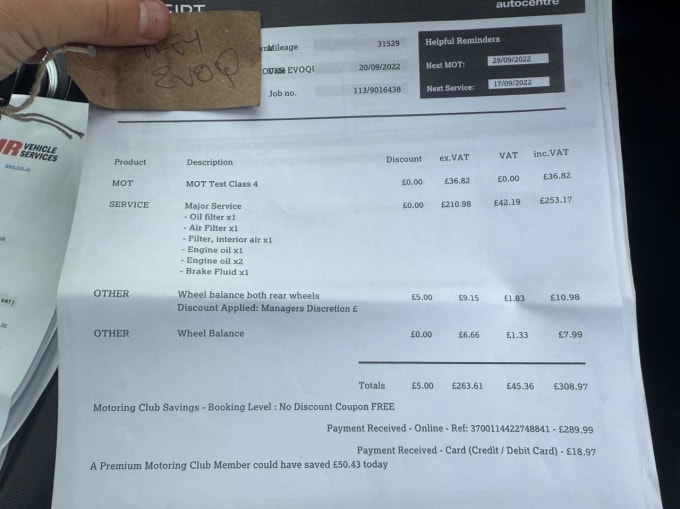 autocentre
Mileage 31529
EVOQU 20/09/2022
Job no. 113/9016438
Helpful Reminders
Next MOT: 29/09/2022
Next Service: 17/09/2022
EVOQ
VEHICLE
SERVICES
VAT)
Product Description Discount ex.VAT VAT inc.VAT
MOT MOT Test Class 4 £0.00 £36.82 £0.00 £36.82
SERVICE Major Service £0.00 £210.98 £42.19 £253.17
- Oil filter x1
- Air Filter x1
- Filter, interior air x1
- Engine oil x1
- Engine oil x2
- Brake Fluid x1
OTHER Wheel balance both rear wheels £5.00 £9.15 £1.83 £10.98
Discount Applied: Managers Discretion £
OTHER Wheel Balance £0.00 £6.66 £1.33 £7.99
Totals £5.00 £263.61 £45.36 £308.97
Motoring Club Savings - Booking Level : No Discount Coupon FREE
Payment Received - Online - Ref: 3700114422748841 - £289.99
Payment Received - Card (Credit / Debit Card) - £18.97
A Premium Motoring Club Member could have saved £50.43 today